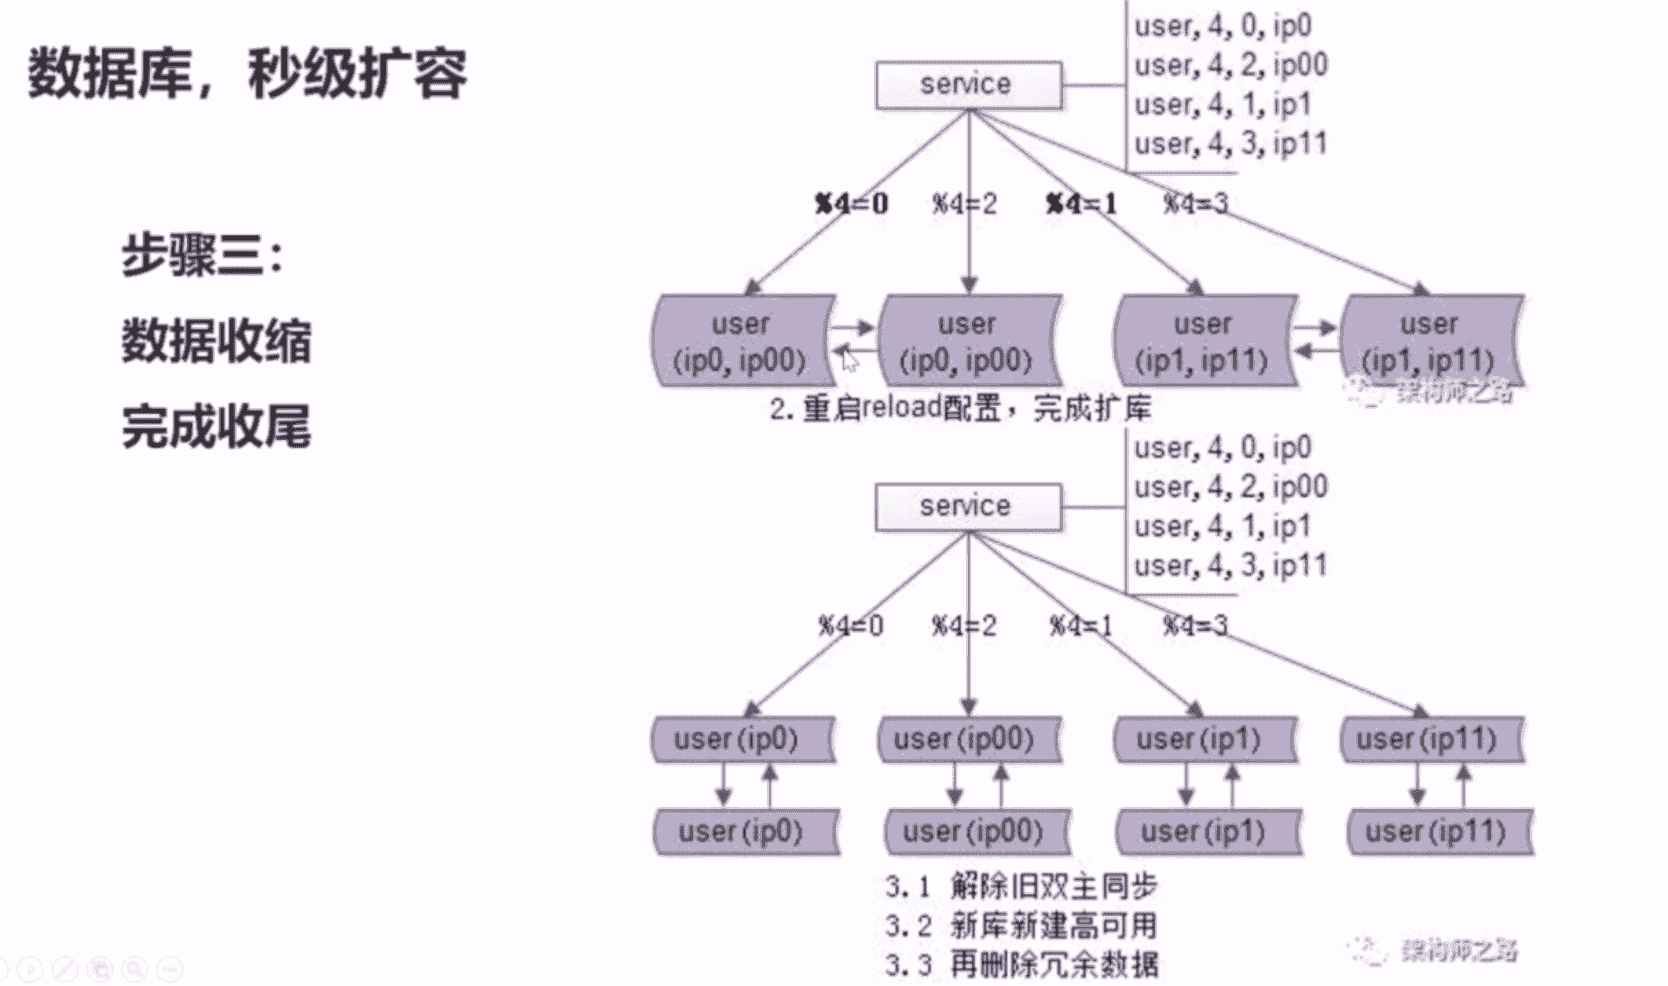 数据库，秒级扩容
步骤三：
数据收缩
完成收尾
user, 4, 0, ip0
user, 4, 2, ip00
user, 4, 1, ip1
user, 4, 3, ip11
service
%4=0 %4=2 %4=1 %4=3
user user user user
(ip0, ip00) (ip0, ip00) (ip1, ip11) (ip1, ip11)
架构师之路
2.重启reload配置，完成扩库
user, 4, 0, ip0
user, 4, 2, ip00
user, 4, 1, ip1
user, 4, 3, ip11
service
%4=0 %4=2 %4=1 %4=3
user(ip0) user(ip00) user(ip1) user(ip11)
user(ip0) user(ip00) user(ip1) user(ip11)
3.1 解除旧双主同步
3.2 新库新建高可用
3.3 再删除冗余数据
架构师之路